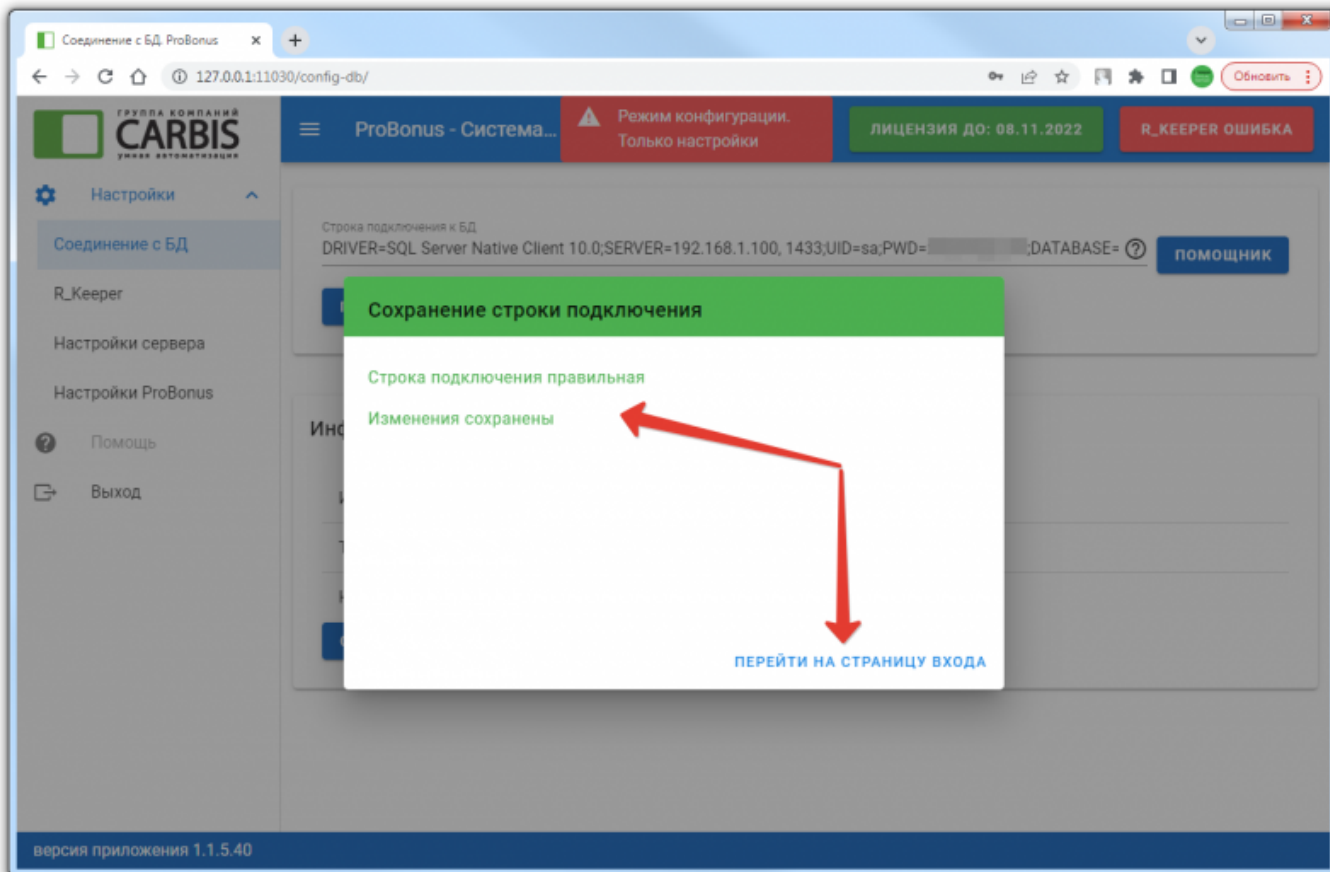 Соединение с БД. ProBonus
127.0.0.1:11030/config-db/
Обновить
ГРУППА КОМПАНИЙ
CARBIS
умная автоматизация
ProBonus - Система...
Режим конфигурации.
Только настройки
ЛИЦЕНЗИЯ ДО: 08.11.2022
R_KEEPER ОШИБКА
Настройки
Соединение с БД
R_Keeper
Настройки сервера
Настройки ProBonus
Помощь
Выход
Строка подключения к БД
DRIVER=SQL Server Native Client 10.0;SERVER=192.168.1.100, 1433;UID=sa;PWD= ;DATABASE=
ПОМОЩНИК
Сохранение строки подключения
Строка подключения правильная
Изменения сохранены
ПЕРЕЙТИ НА СТРАНИЦУ ВХОДА
версия приложения 1.1.5.40